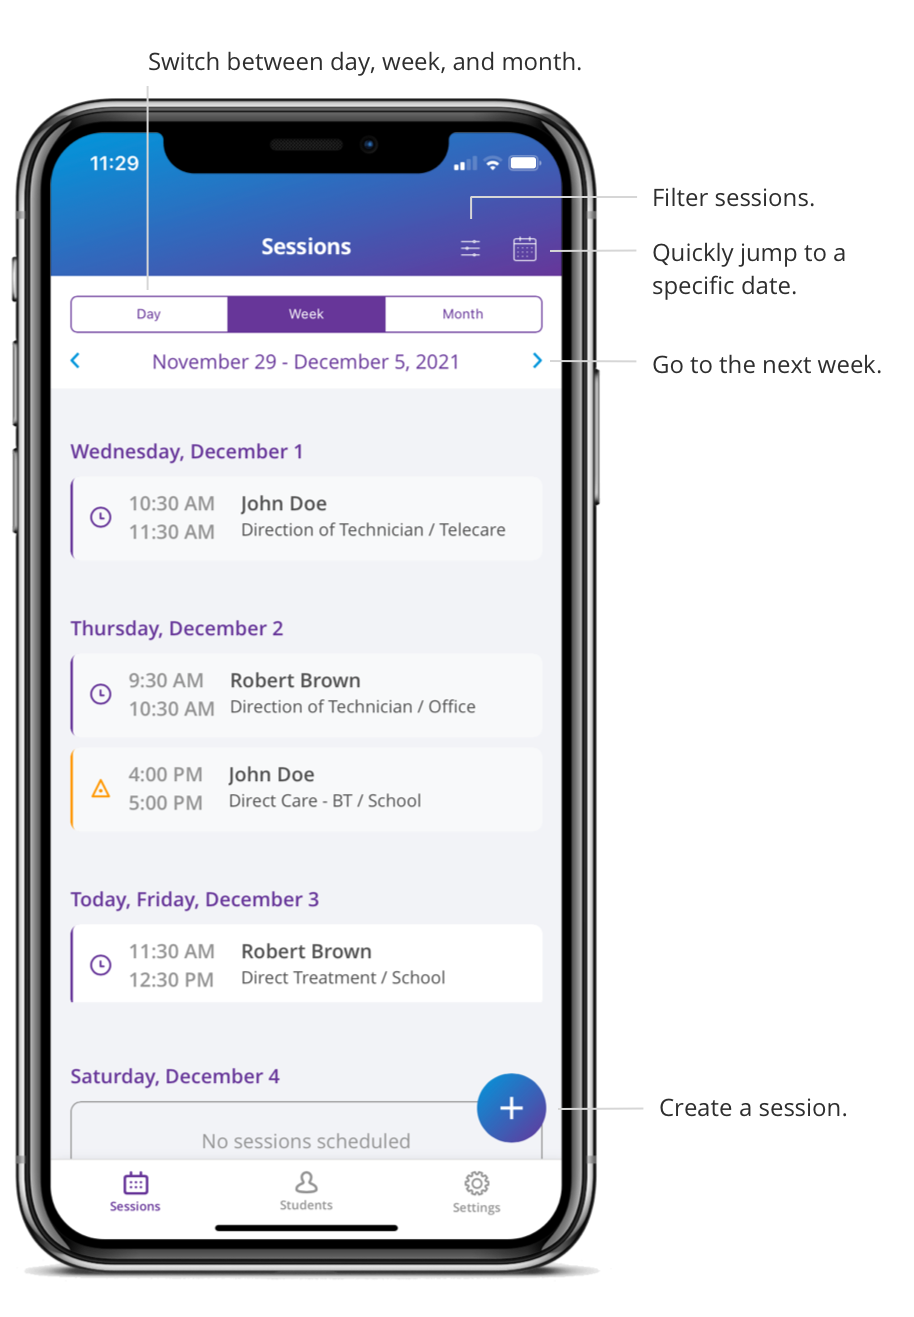 Switch between day, week, and month.
11:29
Filter sessions.
Sessions
Quickly jump to a
specific date.
Day Week Month
November 29 - December 5, 2021
Go to the next week.
Wednesday, December 1
10:30 AM John Doe
11:30 AM Direction of Technician / Telecare
Thursday, December 2
9:30 AM Robert Brown
10:30 AM Direction of Technician / Office
4:00 PM John Doe
5:00 PM Direct Care - BT / School
Today, Friday, December 3
11:30 AM Robert Brown
12:30 PM Direct Treatment / School
Saturday, December 4
Create a session.
No sessions scheduled
Sessions Students Settings